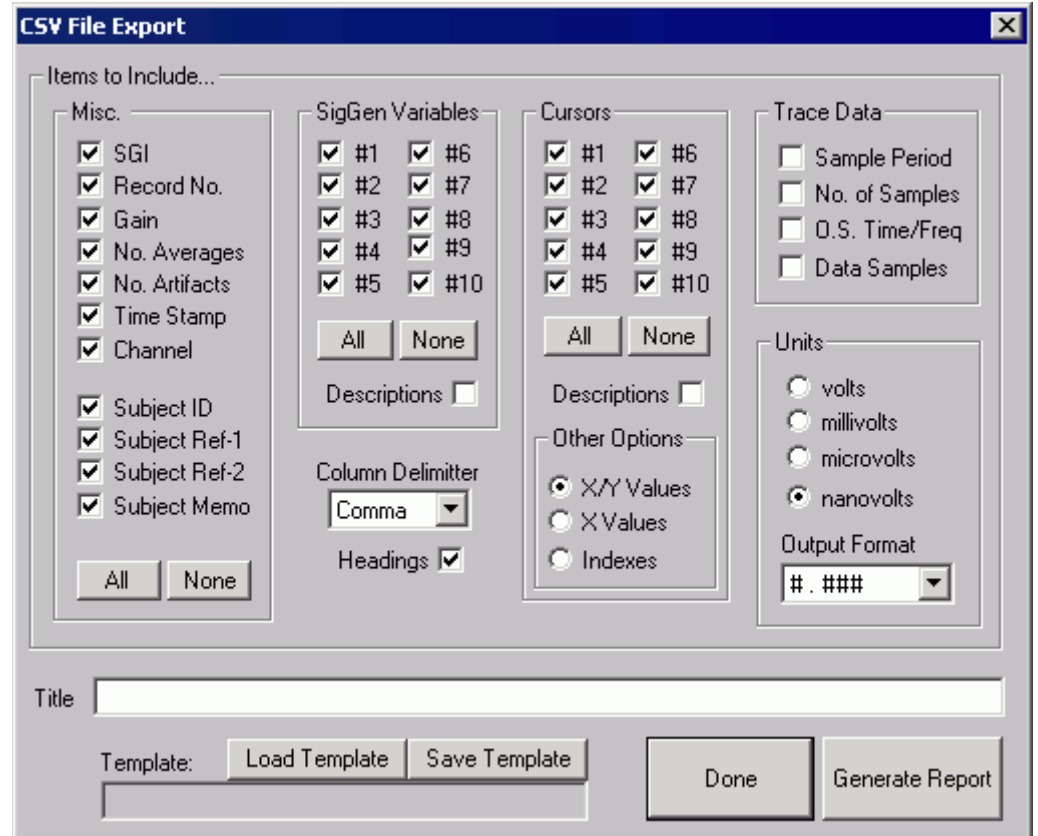 CSV File Export
Items to Include...
Misc.
SGI
Record No.
Gain
No. Averages
No. Artifacts
Time Stamp
Channel
Subject ID
Subject Ref-1
Subject Ref-2
Subject Memo
All None
SigGen Variables
#1 #6
#2 #7
#3 #8
#4 #9
#5 #10
All None
Descriptions
Column Delimitter
Comma
Headings
Cursors
#1 #6
#2 #7
#3 #8
#4 #9
#5 #10
All None
Descriptions
Other Options
X/Y Values
X Values
Indexes
Trace Data
Sample Period
No. of Samples
O.S. Time/Freq
Data Samples
Units
volts
millivolts
microvolts
nanovolts
Output Format
# . ###
Title
Template:
Load Template
Save Template
Done
Generate Report